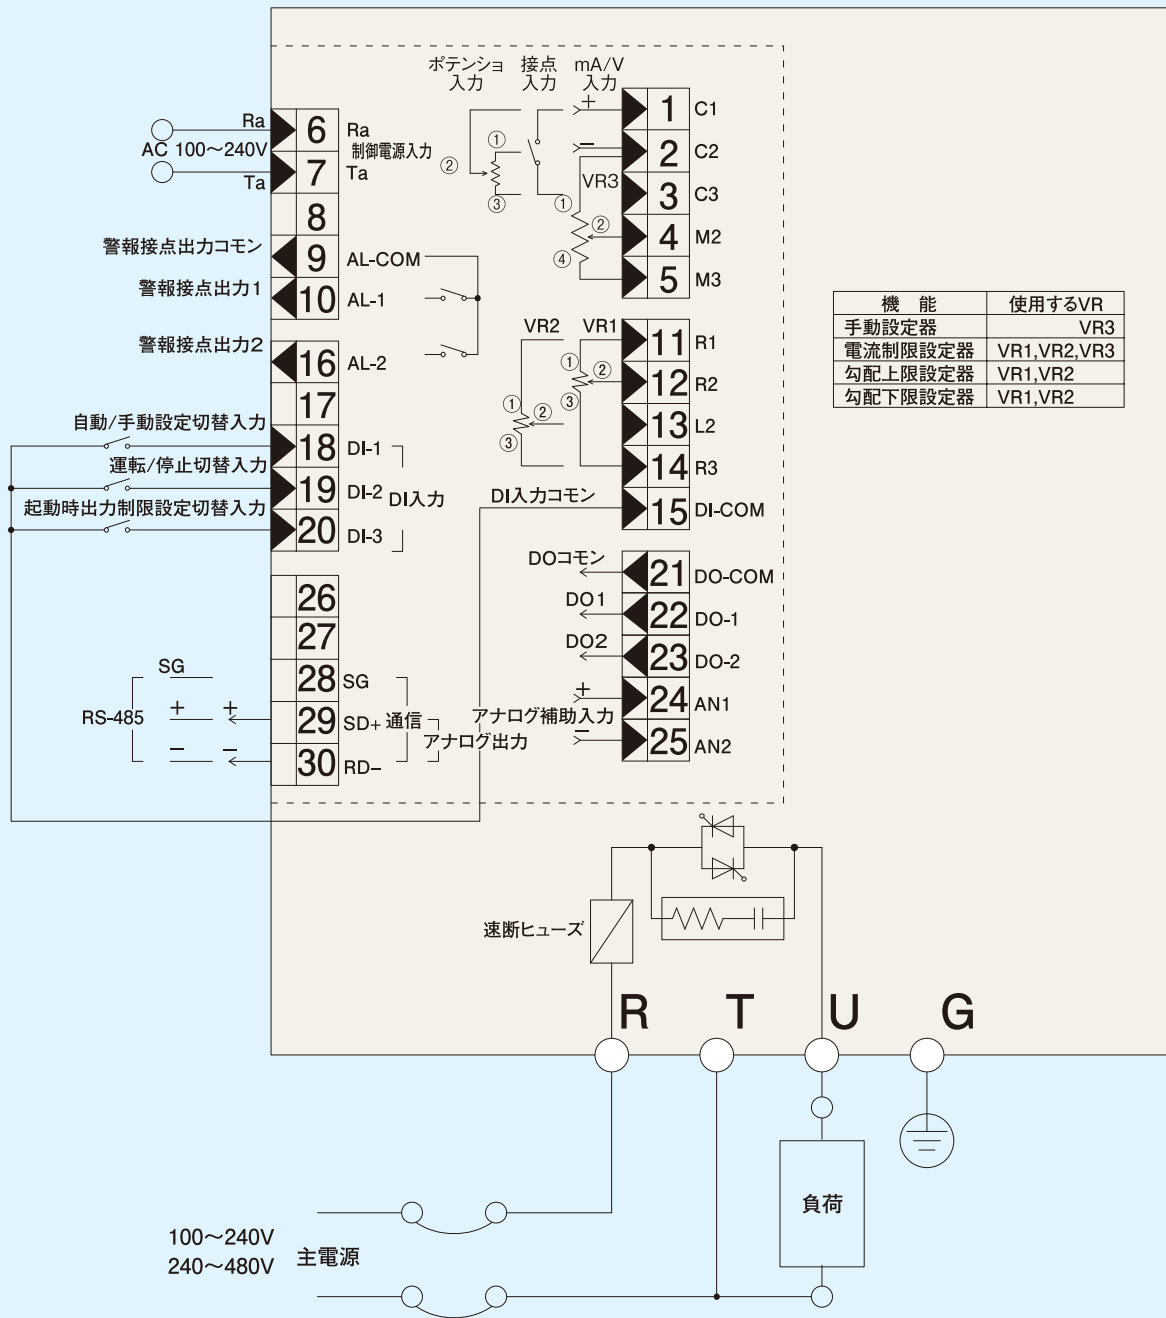 ポテンショ
入力
接点
入力
mA/V
入力
Ra
AC 100～240V
Ta
6 Ra
制御電源入力
7 Ta
8
警報接点出力コモン
9 AL-COM
警報接点出力1
10 AL-1
警報接点出力2
16 AL-2
17
自動/手動設定切替入力
18 DI-1
運転/停止切替入力
19 DI-2
DI入力
起動時出力制限設定切替入力
20 DI-3
26
27
SG
28 SG
RS-485
+ +
29 SD+
通信
アナログ出力
− −
30 RD−
① ② ③
+
1 C1
−
2 C2
VR3
3 C3
① ② ④
4 M2
5 M3
VR2
VR1
11 R1
① ② ③
12 R2
① ② ③
13 L2
14 R3
DI入力コモン
15 DI-COM
DOコモン
21 DO-COM
DO1
22 DO-1
DO2
23 DO-2
+
24 AN1
アナログ補助入力
−
25 AN2
機　能 使用するVR
手動設定器 VR3
電流制限設定器 VR1,VR2,VR3
勾配上限設定器 VR1,VR2
勾配下限設定器 VR1,VR2
速断ヒューズ
R T U G
負荷
100～240V
240～480V
主電源